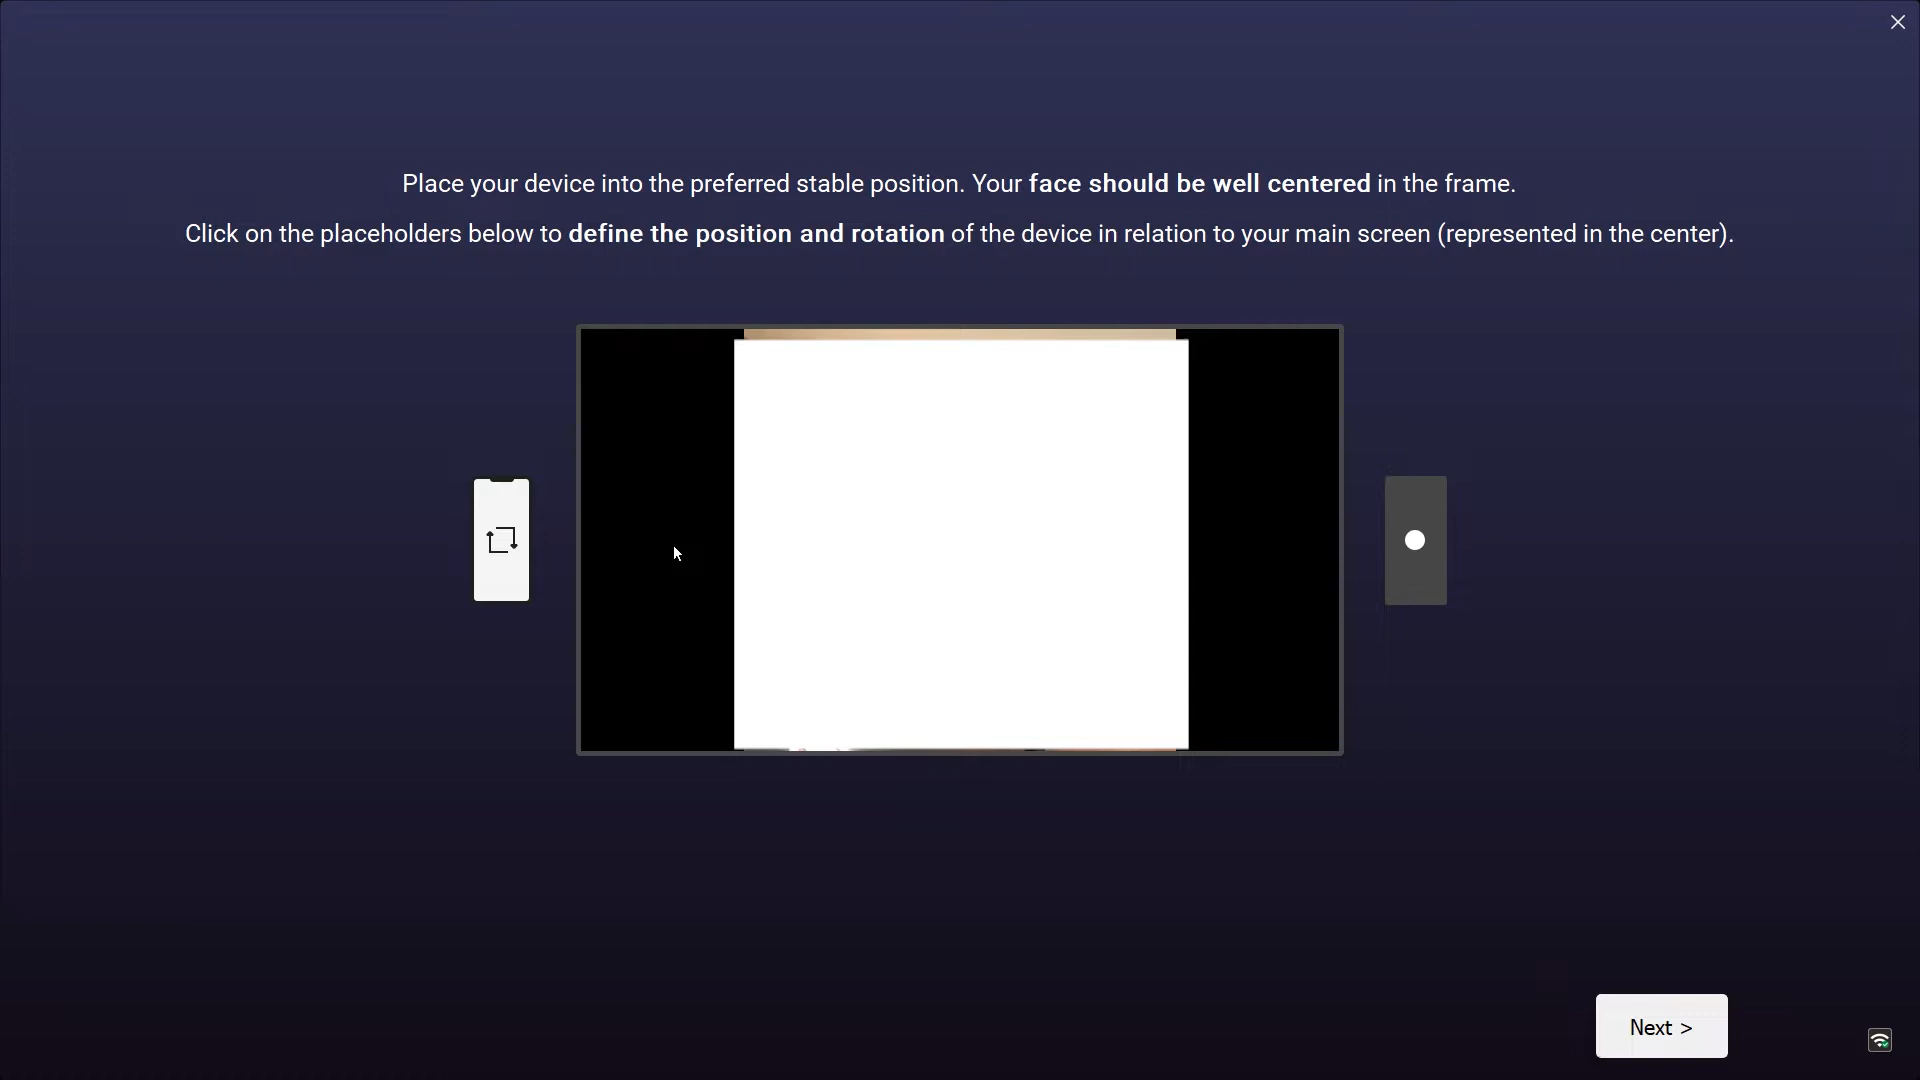 Place your device into the preferred stable position. Your face should be well centered in the frame.
Click on the placeholders below to define the position and rotation of the device in relation to your main screen (represented in the center).
Next >